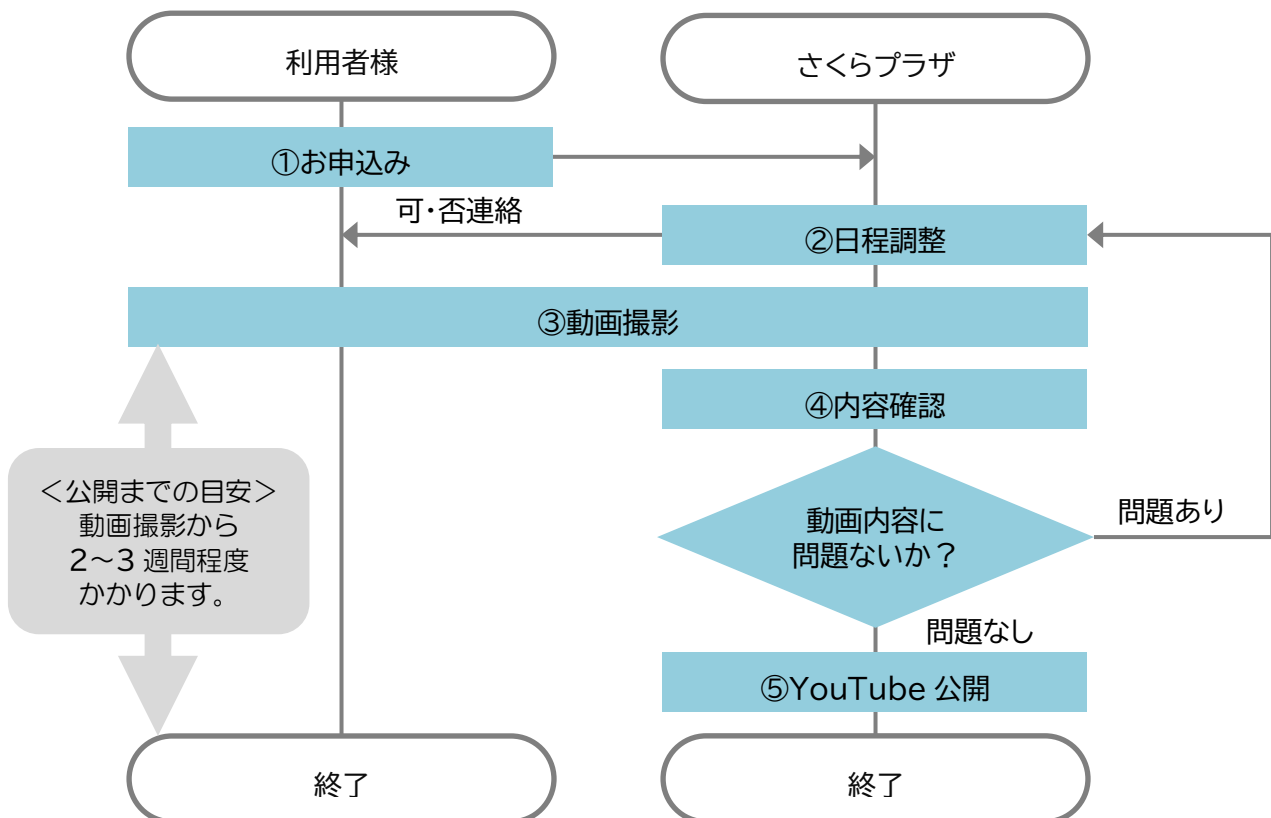 利用者様
さくらプラザ
①お申込み
可・否連絡
②日程調整
③動画撮影
④内容確認
＜公開までの目安＞
動画撮影から
2～3 週間程度
かかります。
動画内容に
問題ないか？
問題あり
問題なし
⑤YouTube 公開
終了
終了